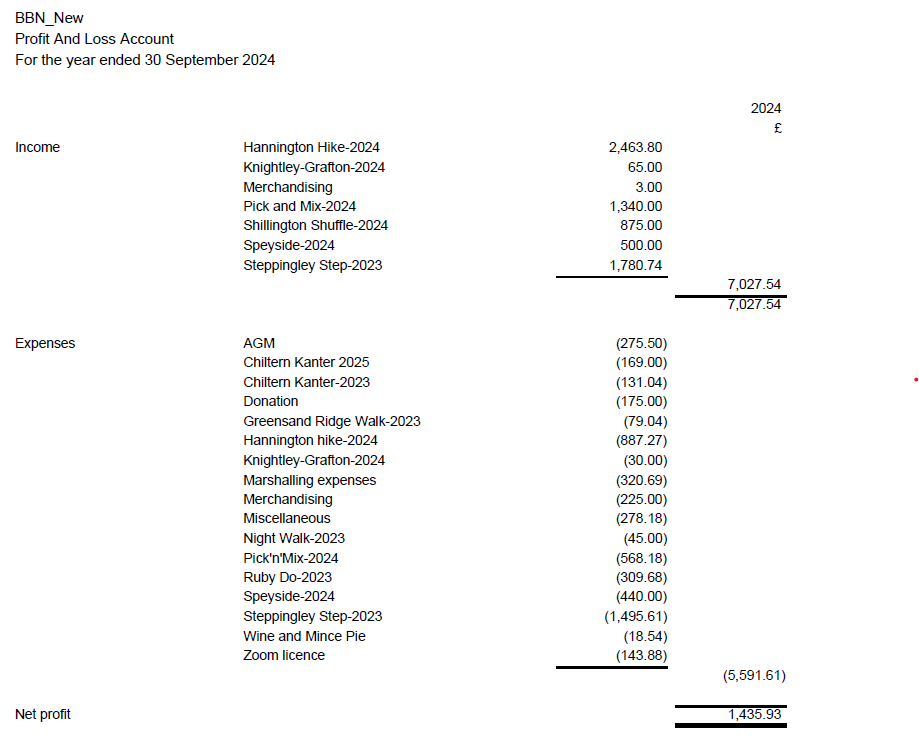 BBN_New
Profit And Loss Account
For the year ended 30 September 2024
2024
£
Income Hannington Hike-2024 2,463.80
Knightley-Grafton-2024 65.00
Merchandising 3.00
Pick and Mix-2024 1,340.00
Shillington Shuffle-2024 875.00
Speyside-2024 500.00
Steppingley Step-2023 1,780.74
7,027.54
7,027.54
Expenses AGM (275.50)
Chiltern Kanter 2025 (169.00)
Chiltern Kanter-2023 (131.04)
Donation (175.00)
Greensand Ridge Walk-2023 (79.04)
Hannington hike-2024 (887.27)
Knightley-Grafton-2024 (30.00)
Marshalling expenses (320.69)
Merchandising (225.00)
Miscellaneous (278.18)
Night Walk-2023 (45.00)
Pick'n'Mix-2024 (568.18)
Ruby Do-2023 (309.68)
Speyside-2024 (440.00)
Steppingley Step-2023 (1,495.61)
Wine and Mince Pie (18.54)
Zoom licence (143.88)
(5,591.61)
Net profit 1,435.93